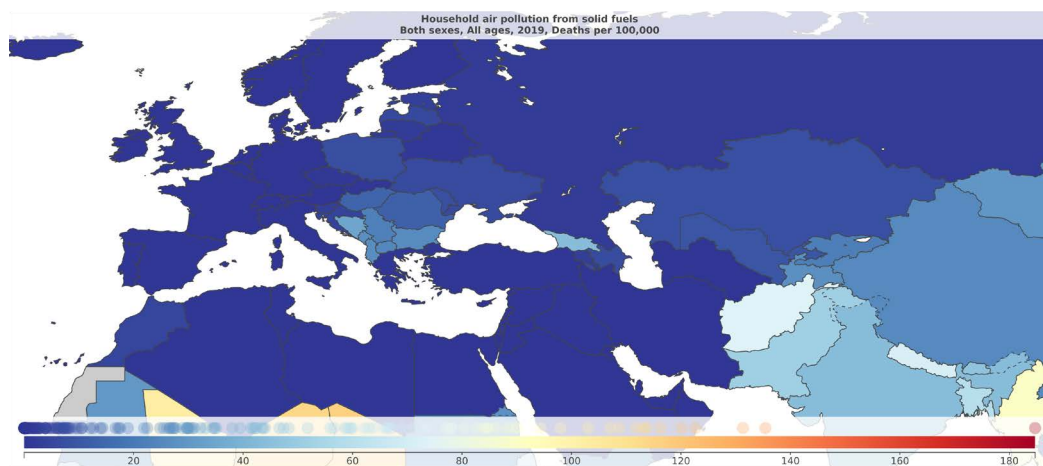 Household air pollution from solid fuels
Both sexes, All ages, 2019, Deaths per 100,000
20 40 60 80 100 120 140 160 180